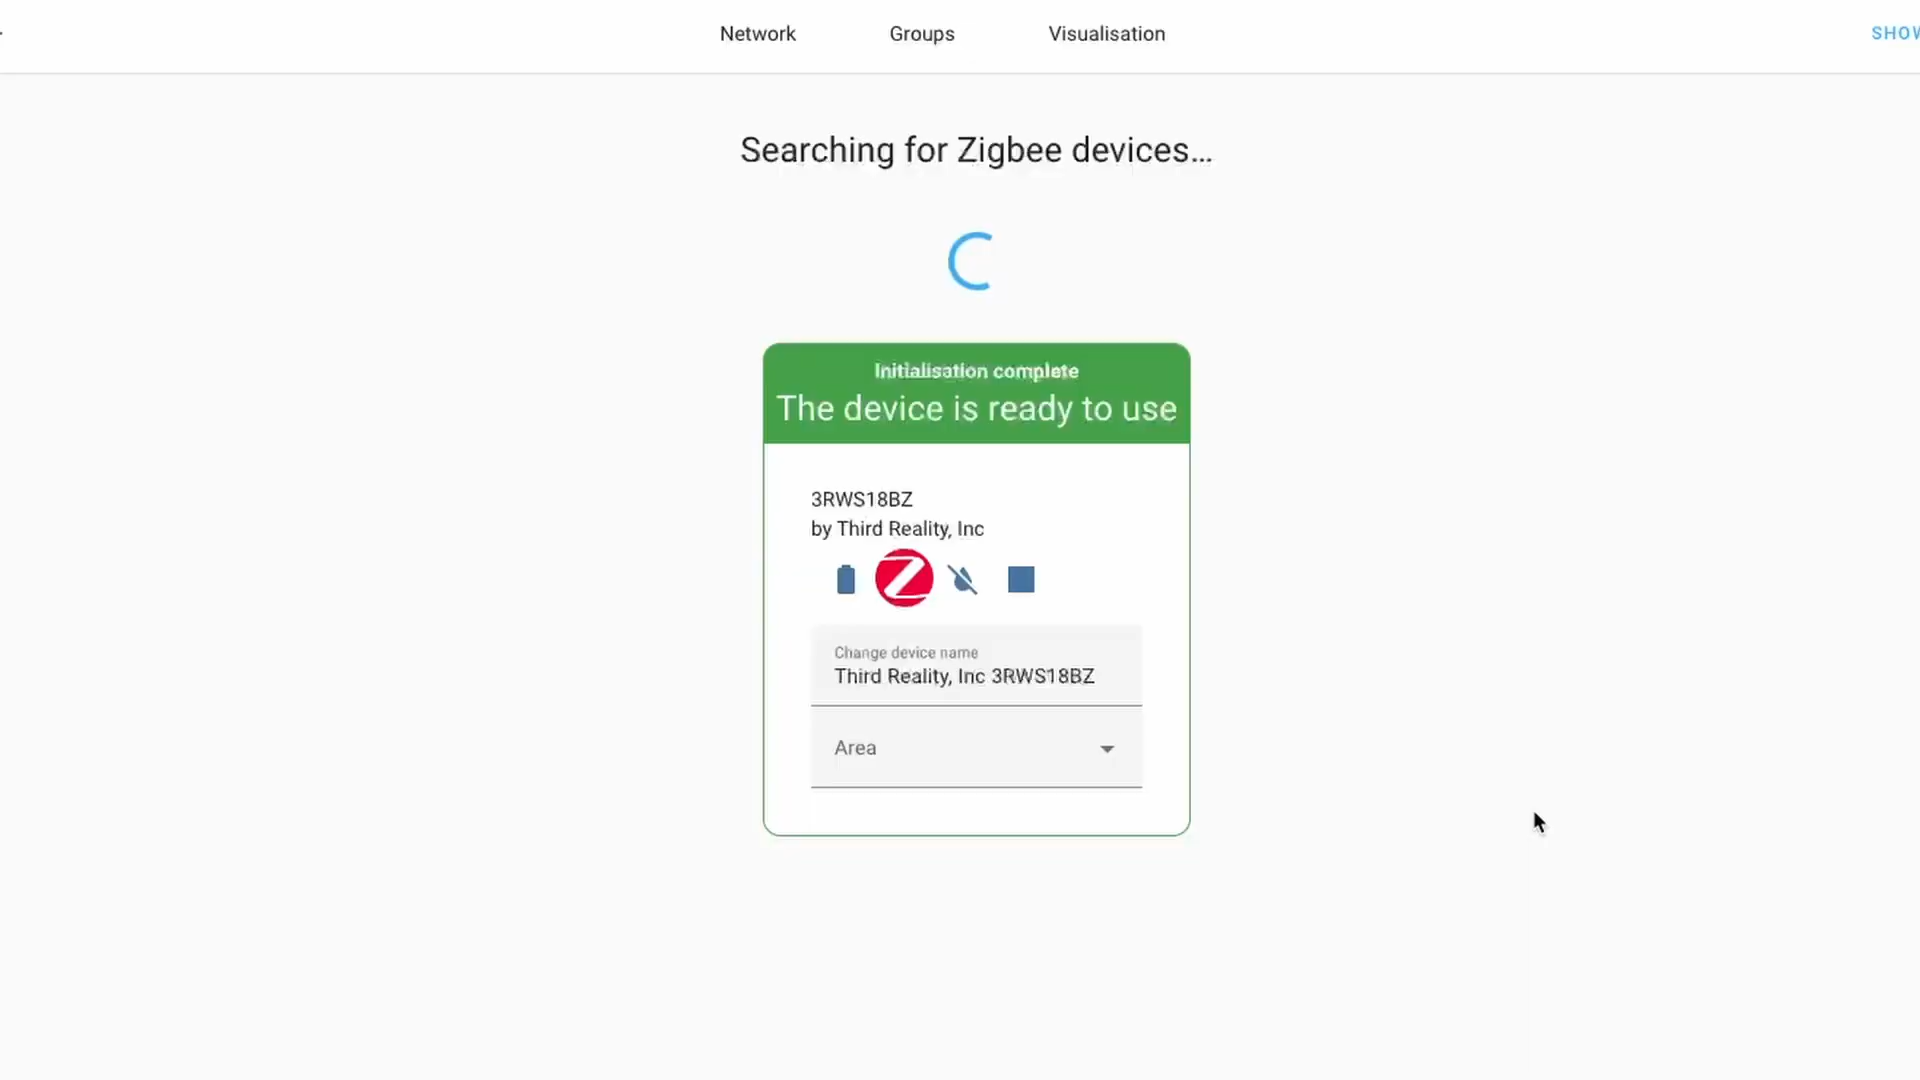 Network
Groups
Visualisation
SHOW
Searching for Zigbee devices...
Initialisation complete
The device is ready to use
3RWS18BZ
by Third Reality, Inc
Change device name
Third Reality, Inc 3RWS18BZ
Area